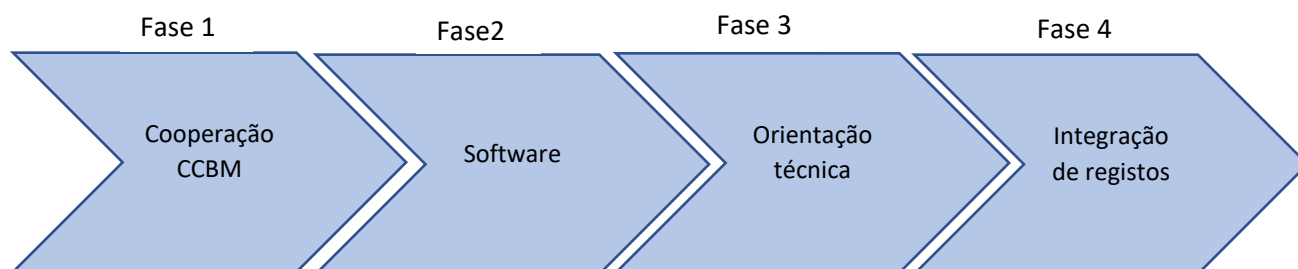 Fase 1
Fase2
Fase 3
Fase 4
Cooperação
CCBM
Software
Orientação
técnica
Integração
de registos